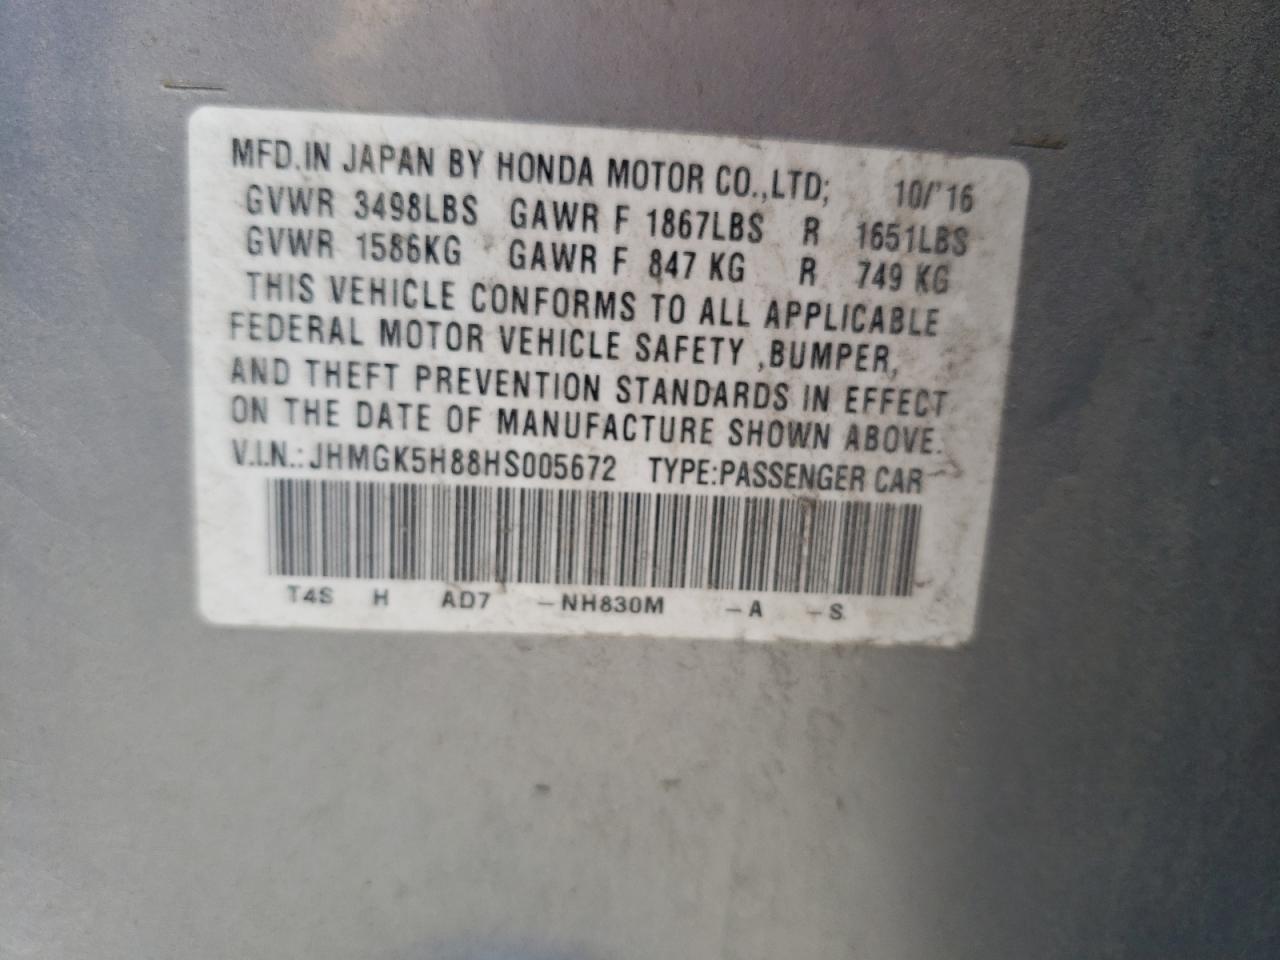 MFD.IN JAPAN BY HONDA MOTOR CO.,LTD; 10/'16
GVWR 3498LBS GAWR F 1867LBS R 1651LBS
GVWR 1586KG GAWR F 847 KG R 749 KG
THIS VEHICLE CONFORMS TO ALL APPLICABLE
FEDERAL MOTOR VEHICLE SAFETY ,BUMPER,
AND THEFT PREVENTION STANDARDS IN EFFECT
ON THE DATE OF MANUFACTURE SHOWN ABOVE.
V.I.N.: JHMGK5H88HS005672 TYPE:PASSENGER CAR
T4S H AD7 -NH830M -A -S